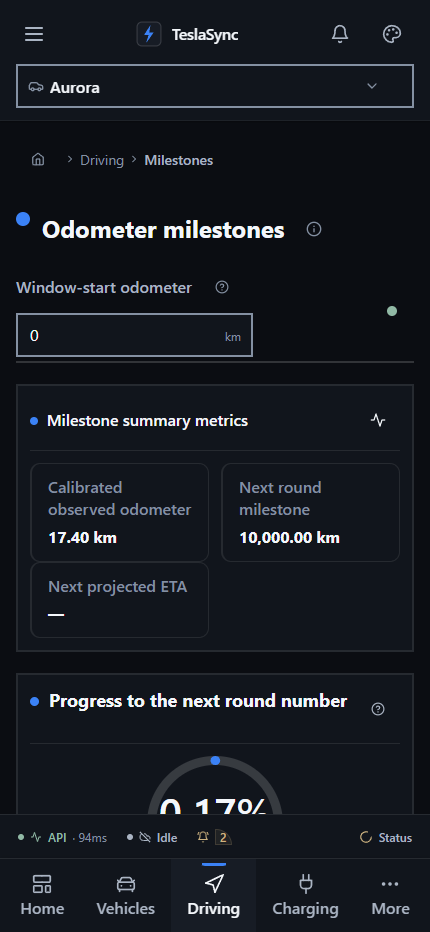 TeslaSync
Aurora
Driving
Milestones
Odometer milestones
Window-start odometer
0
km
Milestone summary metrics
Calibrated
observed odometer
17.40 km
Next round
milestone
10,000.00 km
Next projected ETA
—
Progress to the next round number
0.17%
API · 94ms
Idle
2
Status
Home
Vehicles
Driving
Charging
More